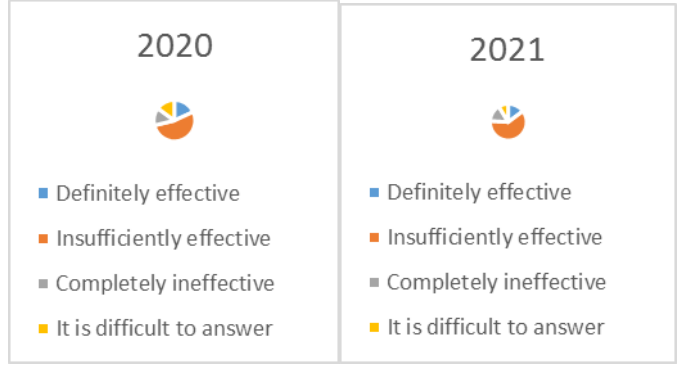 2020
Definitely effective
Insufficiently effective
Completely ineffective
It is difficult to answer
2021
Definitely effective
Insufficiently effective
Completely ineffective
It is difficult to answer